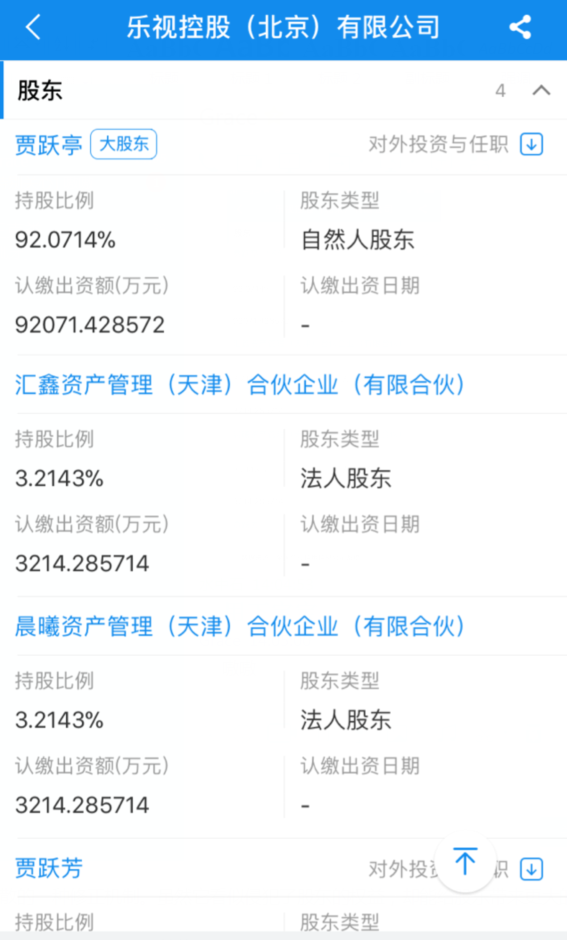 乐视控股（北京）有限公司
股东 4
贾跃亭 大股东 对外投资与任职
持股比例 股东类型
92.0714% 自然人股东
认缴出资额(万元) 认缴出资日期
92071.428572 -
汇鑫资产管理（天津）合伙企业（有限合伙）
持股比例 股东类型
3.2143% 法人股东
认缴出资额(万元) 认缴出资日期
3214.285714 -
晨曦资产管理（天津）合伙企业（有限合伙）
持股比例 股东类型
3.2143% 法人股东
认缴出资额(万元) 认缴出资日期
3214.285714 -
贾跃芳 对外投 职
持股比例 股东类型